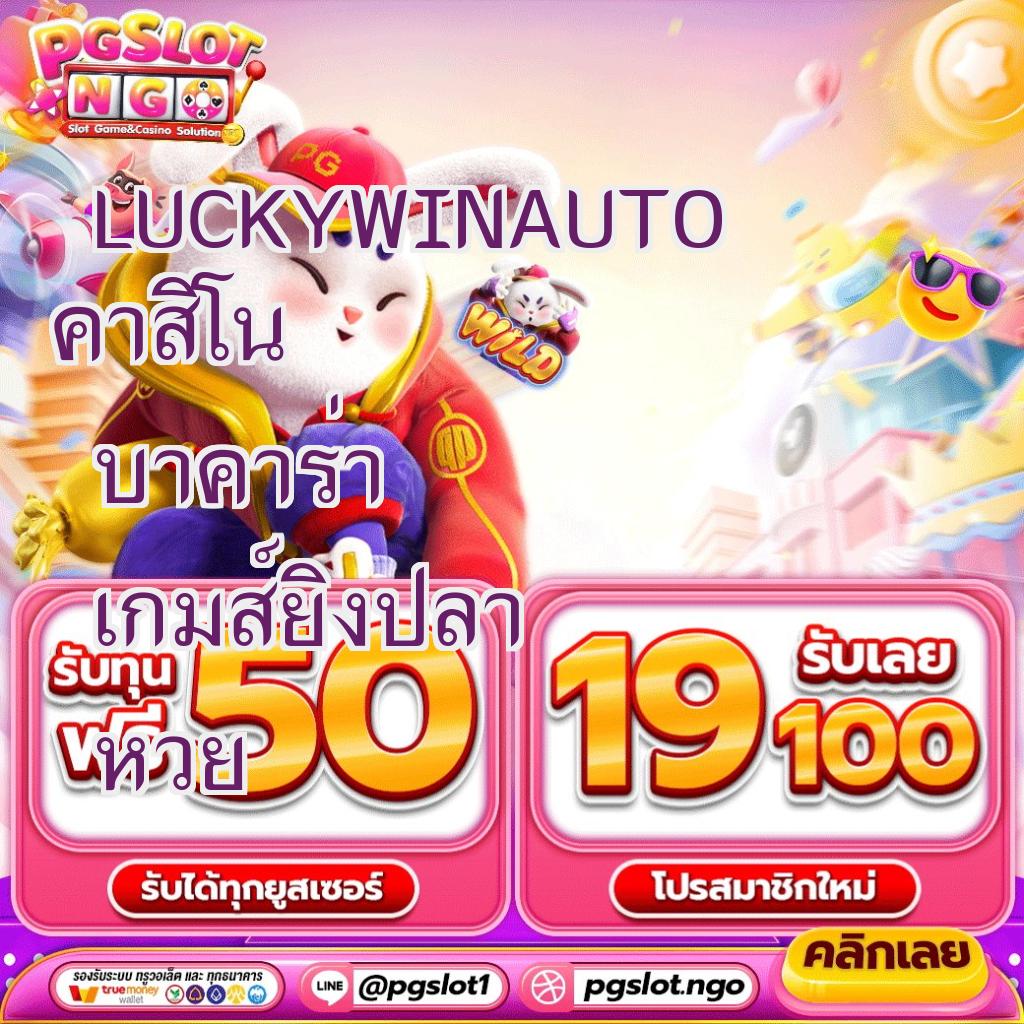 PGSLOT
NGO
Slot Game&Casino Solution
PG
LUCKYWINAUTO
คาสิโน
WILD
บาคาร่า
เกมส์ยิงปลา
รับทุน
ฟรี
50
หวย
19
รับเลย
100
รับได้ทุกยูสเซอร์
โปรสมาชิกใหม่
คลิกเลย
รองรับระบบ ทรูวอเล็ต และ ทุกธนาคาร
truemoney
wallet
LINE
@pgslot1
pgslot.ngo